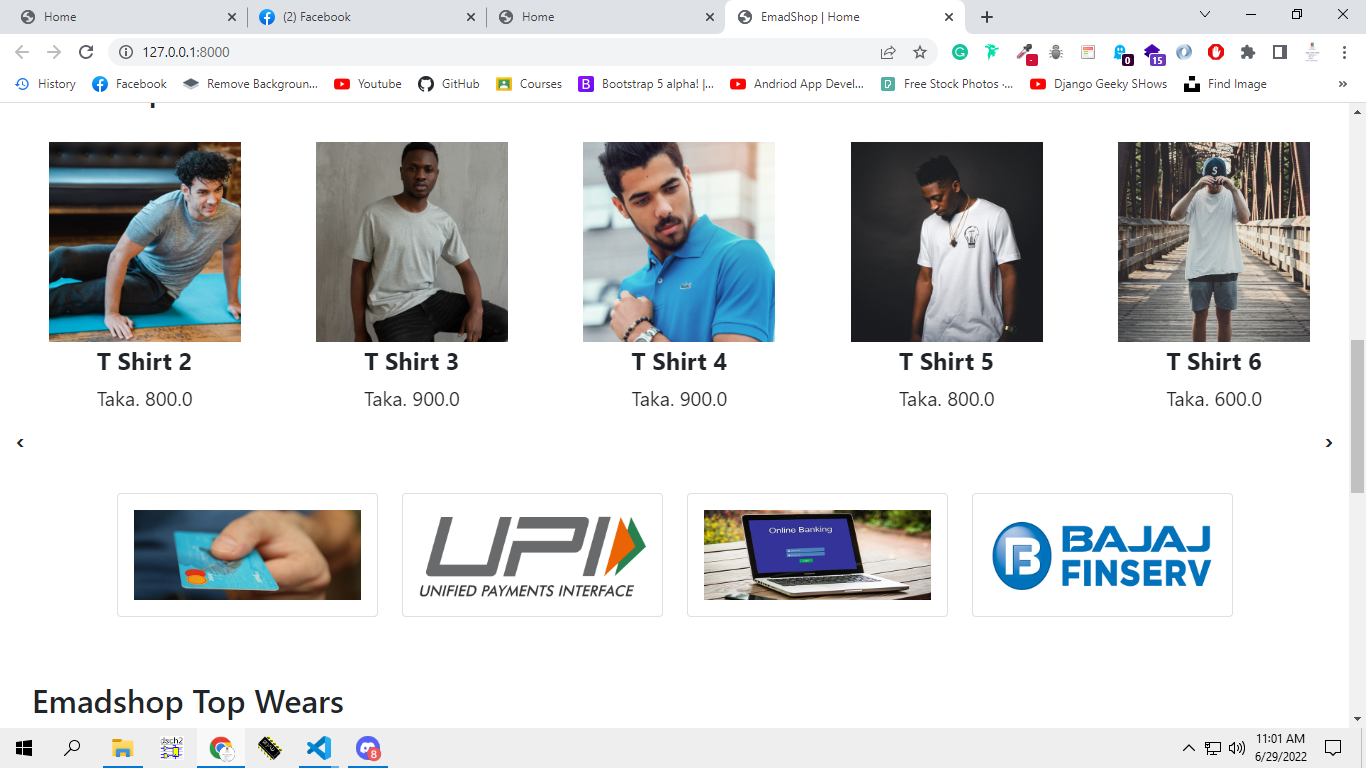 Home
(2) Facebook
Home
EmadShop | Home
127.0.0.1:8000
0
15
History
Facebook
Remove Backgroun...
Youtube
GitHub
Courses
Bootstrap 5 alpha! |...
Andriod App Devel...
Free Stock Photos ·...
Django Geeky SHows
Find Image
»
T Shirt 2
T Shirt 3
T Shirt 4
T Shirt 5
T Shirt 6
Taka. 800.0
Taka. 900.0
Taka. 900.0
Taka. 800.0
Taka. 600.0
‹
›
UPI
UNIFIED PAYMENTS INTERFACE
Online Banking
BAJAJ
FINSERV
Emadshop Top Wears
dsch2
8
11:01 AM
6/29/2022